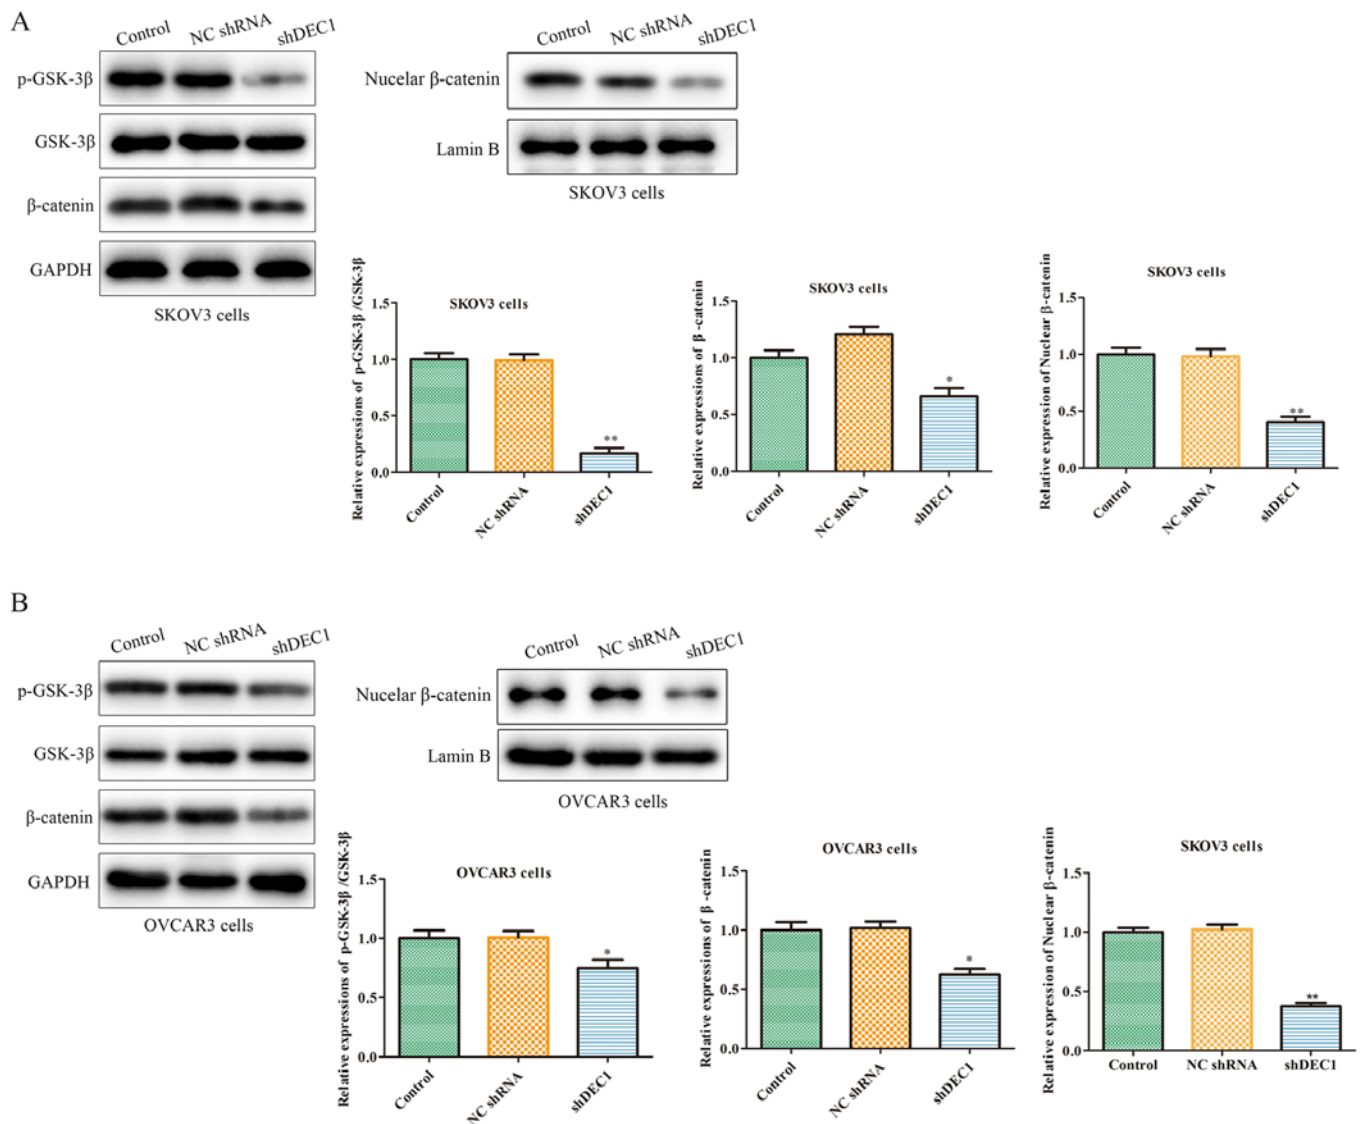 A
Control NC shRNA shDEC1
p-GSK-3β
GSK-3β
β-catenin
GAPDH
SKOV3 cells
Control NC shRNA shDEC1
Nucelar β-catenin
Lamin B
SKOV3 cells
Relative expressions of p-GSK-3β /GSK-3β
SKOV3 cells
1.5
1.0
0.5
0.0
**
Control NC shRNA shDEC1
Relative expressions of β -catenin
SKOV3 cells
1.5
1.0
0.5
0.0
*
Control NC shRNA shDEC1
Relative expression of Nuclear β-catenin
SKOV3 cells
1.5
1.0
0.5
0.0
**
Control NC shRNA shDEC1
B
Control NC shRNA shDEC1
p-GSK-3β
GSK-3β
β-catenin
GAPDH
OVCAR3 cells
Control NC shRNA shDEC1
Nucelar β-catenin
Lamin B
OVCAR3 cells
Relative expressions of p-GSK-3β /GSK-3β
OVCAR3 cells
1.5
1.0
0.5
0.0
*
Control NC shRNA shDEC1
Relative expressions of β -catenin
OVCAR3 cells
1.5
1.0
0.5
0.0
*
Control NC shRNA shDEC1
Relative expression of Nuclear β-catenin
SKOV3 cells
1.5
1.0
0.5
0.0
**
Control NC shRNA shDEC1